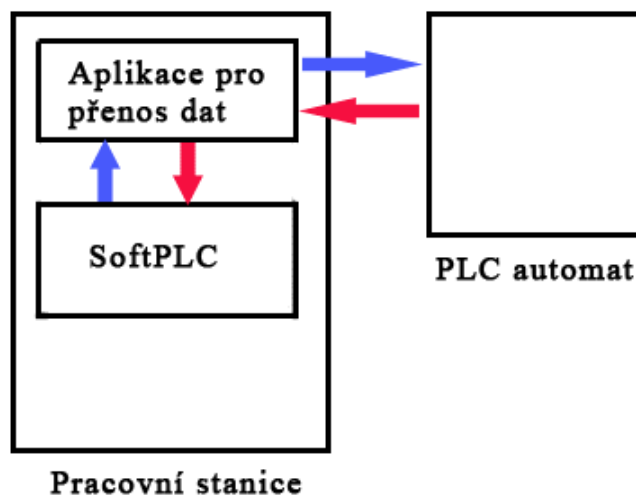 Aplikace pro
přenos dat
SoftPLC
PLC automat
Pracovní stanice